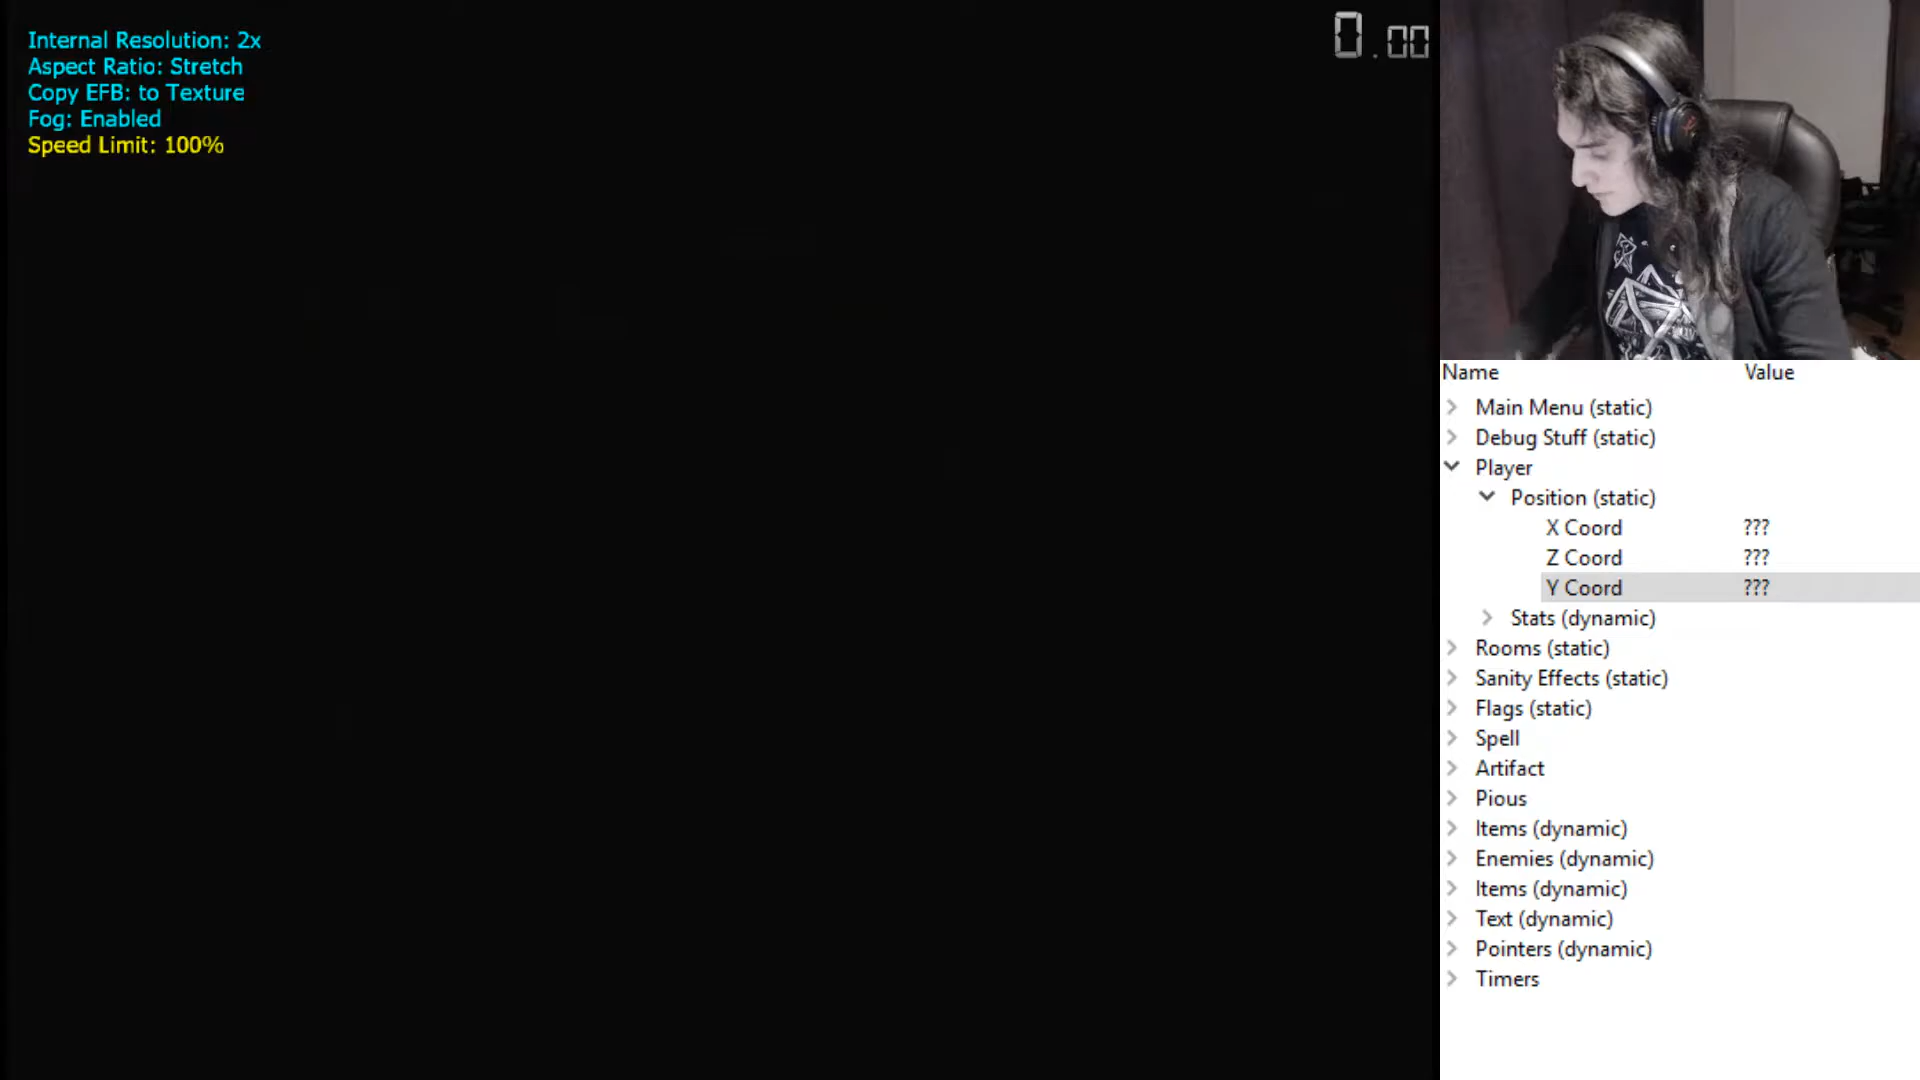 Internal Resolution: 2x
Aspect Ratio: Stretch
Copy EFB: to Texture
Fog: Enabled
Speed Limit: 100%
0.00
Name Value
Main Menu (static)
Debug Stuff (static)
Player
Position (static)
X Coord ???
Z Coord ???
Y Coord ???
Stats (dynamic)
Rooms (static)
Sanity Effects (static)
Flags (static)
Spell
Artifact
Pious
Items (dynamic)
Enemies (dynamic)
Items (dynamic)
Text (dynamic)
Pointers (dynamic)
Timers